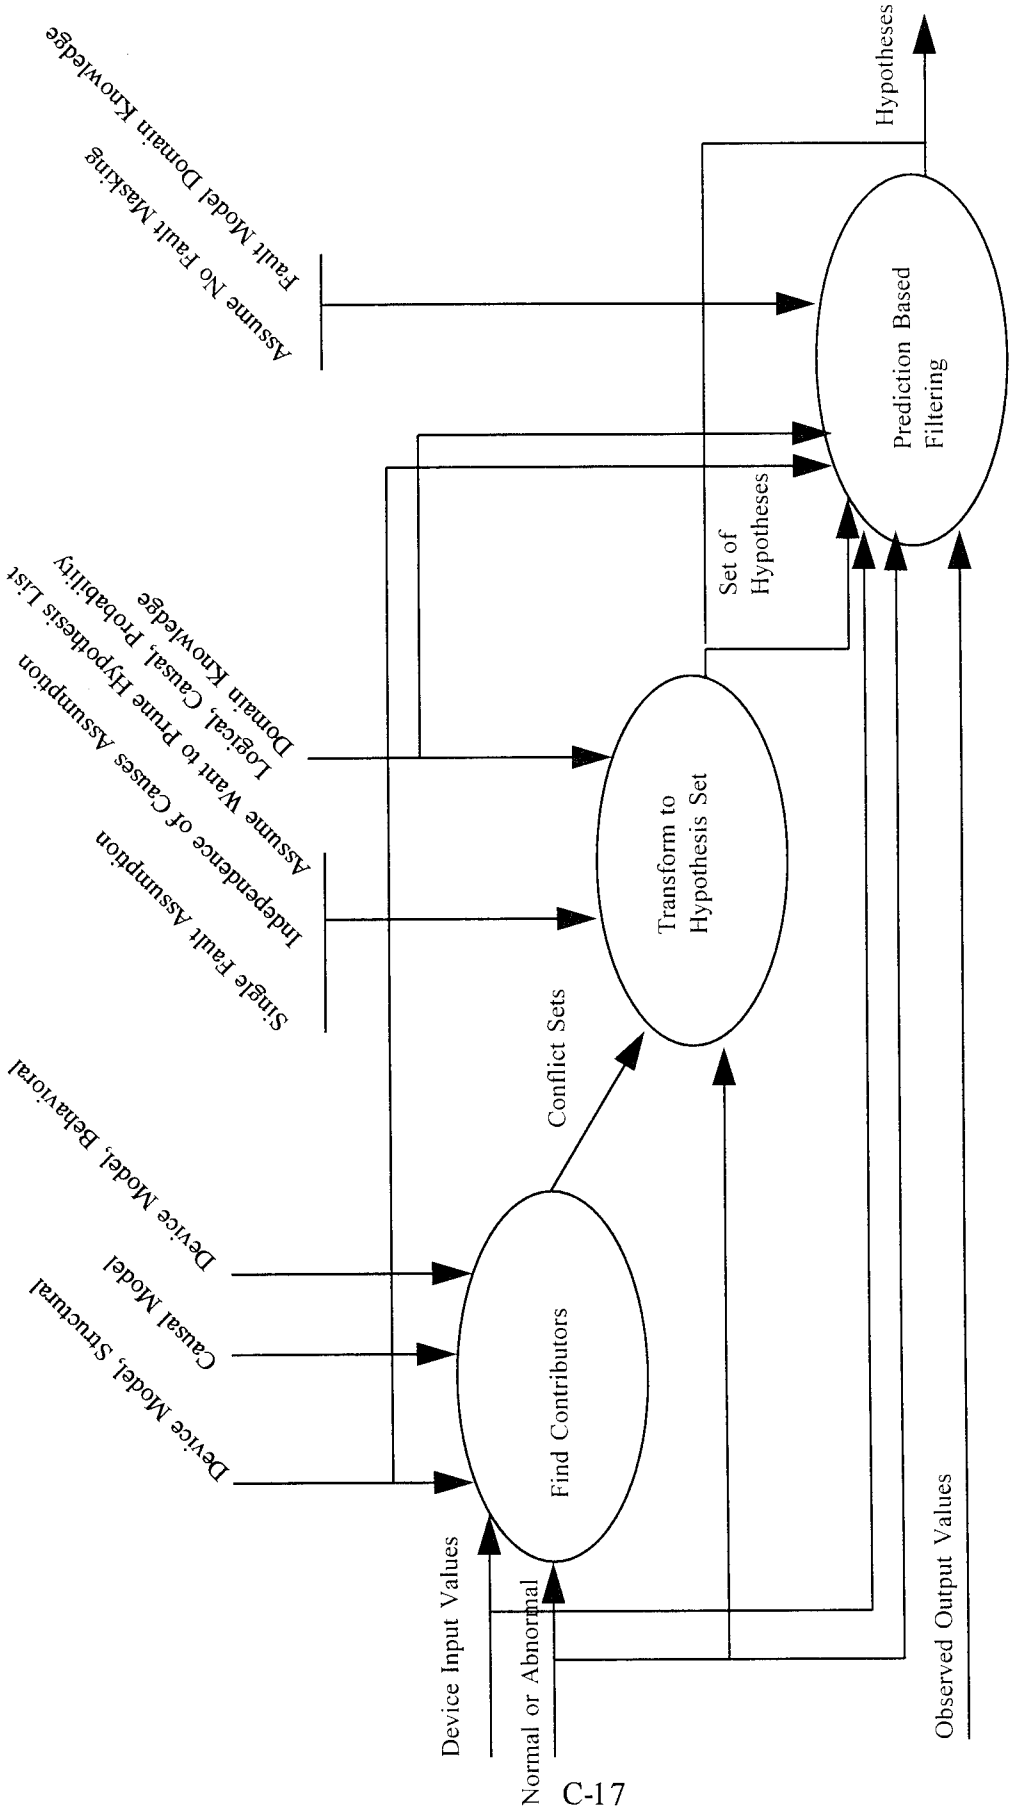 Device Model, Structural
Causal Model
Device Model, Behavioral
Single Fault Assumption
Independence of Causes Assumption
Assume Want to Prune Hypothesis List
Logical, Causal, Probability
Domain Knowledge
Assume No Fault Masking
Fault Model Domain Knowledge
Device Input Values
Normal or Abnormal
Find Contributors
Conflict Sets
Transform to
Hypothesis Set
Set of
Hypotheses
Prediction Based
Filtering
Hypotheses
Observed Output Values
C-17